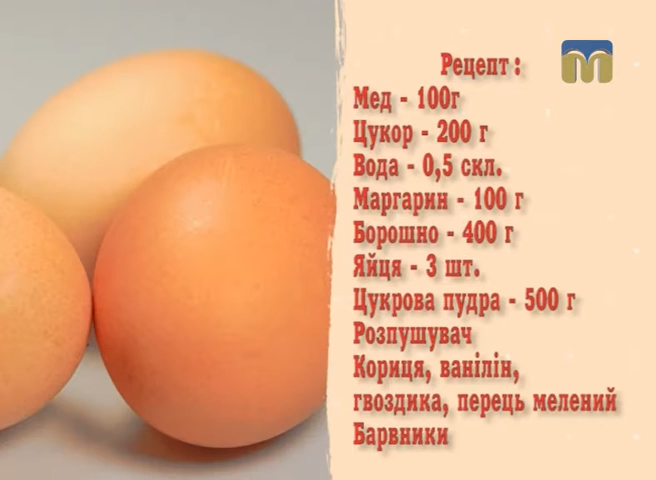 Рецепт:
Мед - 100г
Цукор - 200 г
Вода - 0,5 скл.
Маргарин - 100 г
Борошно - 400 г
Яйця - 3 шт.
Цукрова пудра - 500 г
Розпушувач
Кориця, ванілін,
гвоздика, перець мелений
Барвники